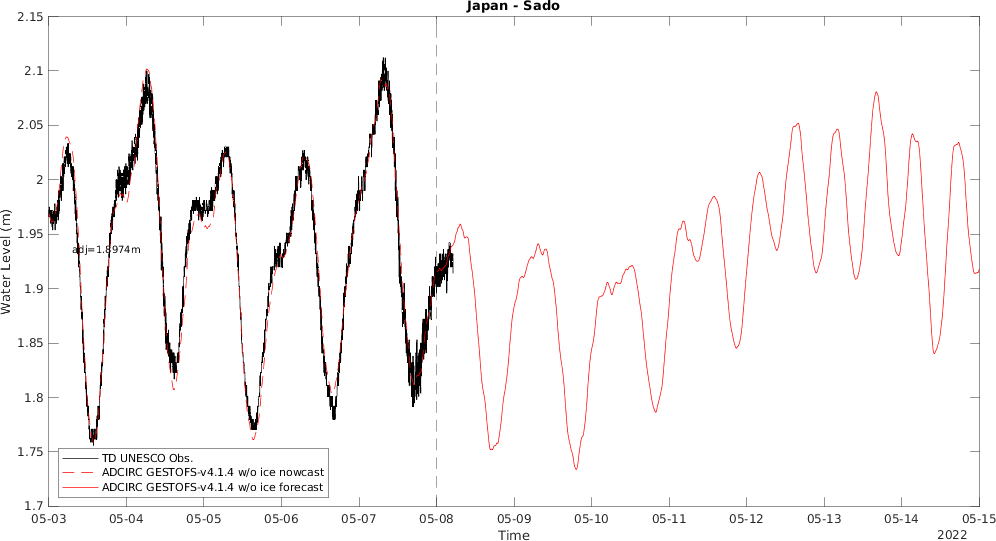 Japan - Sado
2.15
2.1
2.05
2
1.95
1.9
1.85
1.8
1.75
1.7
Water Level (m)
adj=1.8974m
TD UNESCO Obs.
ADCIRC GESTOFS-v4.1.4 w/o ice nowcast
ADCIRC GESTOFS-v4.1.4 w/o ice forecast
05-03 05-04 05-05 05-06 05-07 05-08 05-09 05-10 05-11 05-12 05-13 05-14 05-15
Time
2022